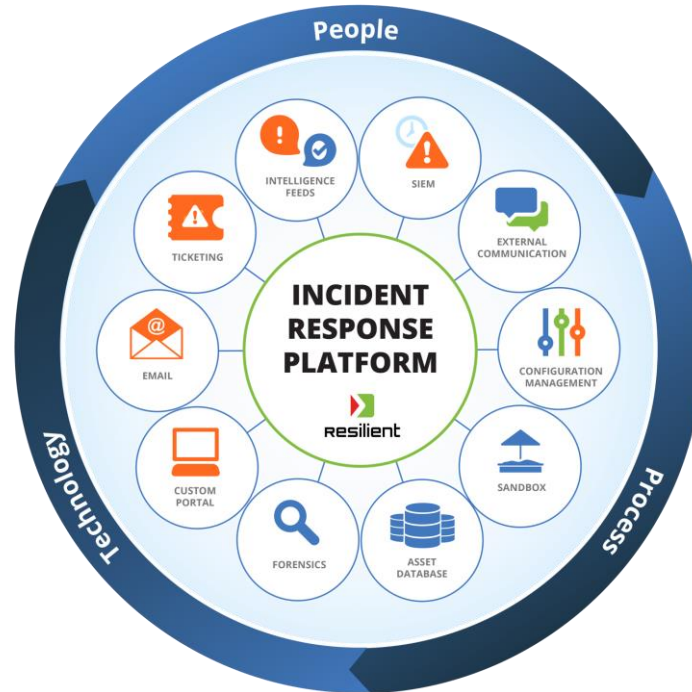 People
INTELLIGENCE
FEEDS
SIEM
TICKETING
EXTERNAL
COMMUNICATION
INCIDENT
RESPONSE
PLATFORM
Resilient
@
EMAIL
CONFIGURATION
MANAGEMENT
CUSTOM
PORTAL
SANDBOX
FORENSICS
ASSET
DATABASE
Technology
Process